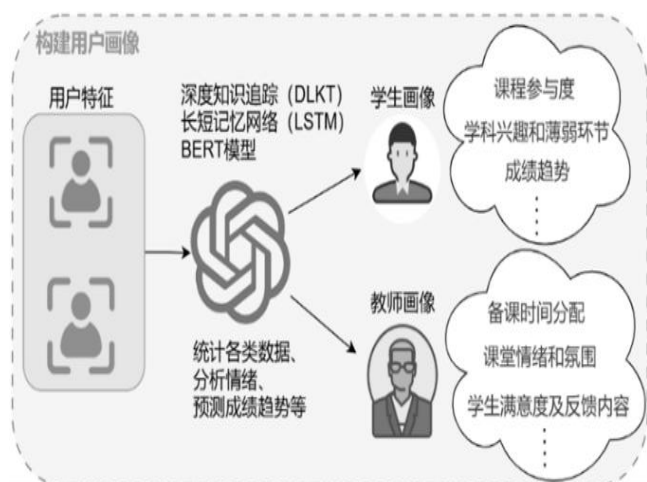 构建用户画像
用户特征
深度知识追踪（DLKT）
长短记忆网络（LSTM）
BERT模型
统计各类数据、
分析情绪、
预测成绩趋势等
学生画像
课程参与度
学科兴趣和薄弱环节
成绩趋势
教师画像
备课时间分配
课堂情绪和氛围
学生满意度及反馈内容